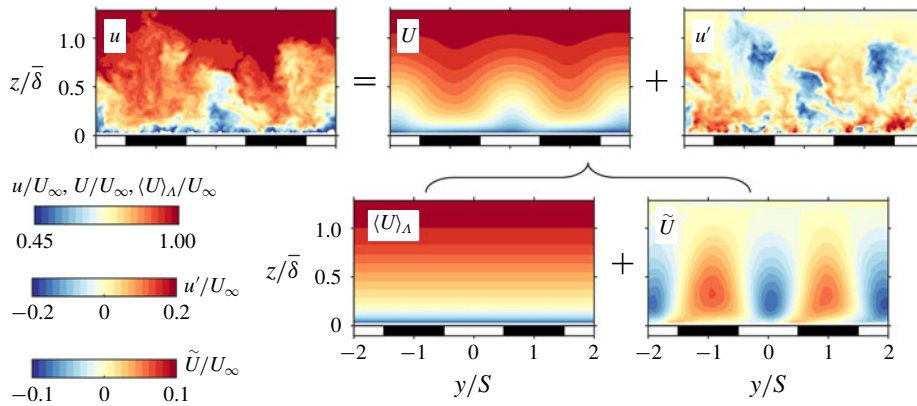 u = U + u′
z/δ̅
1.0
0.5
0
u/U∞, U/U∞, ⟨U⟩Λ/U∞
0.45 1.00
u′/U∞
−0.2 0 0.2
Ũ/U∞
−0.1 0 0.1
⟨U⟩Λ + Ũ
z/δ̅
1.0
0.5
0
−2 −1 0 1 2
y/S
−2 −1 0 1 2
y/S